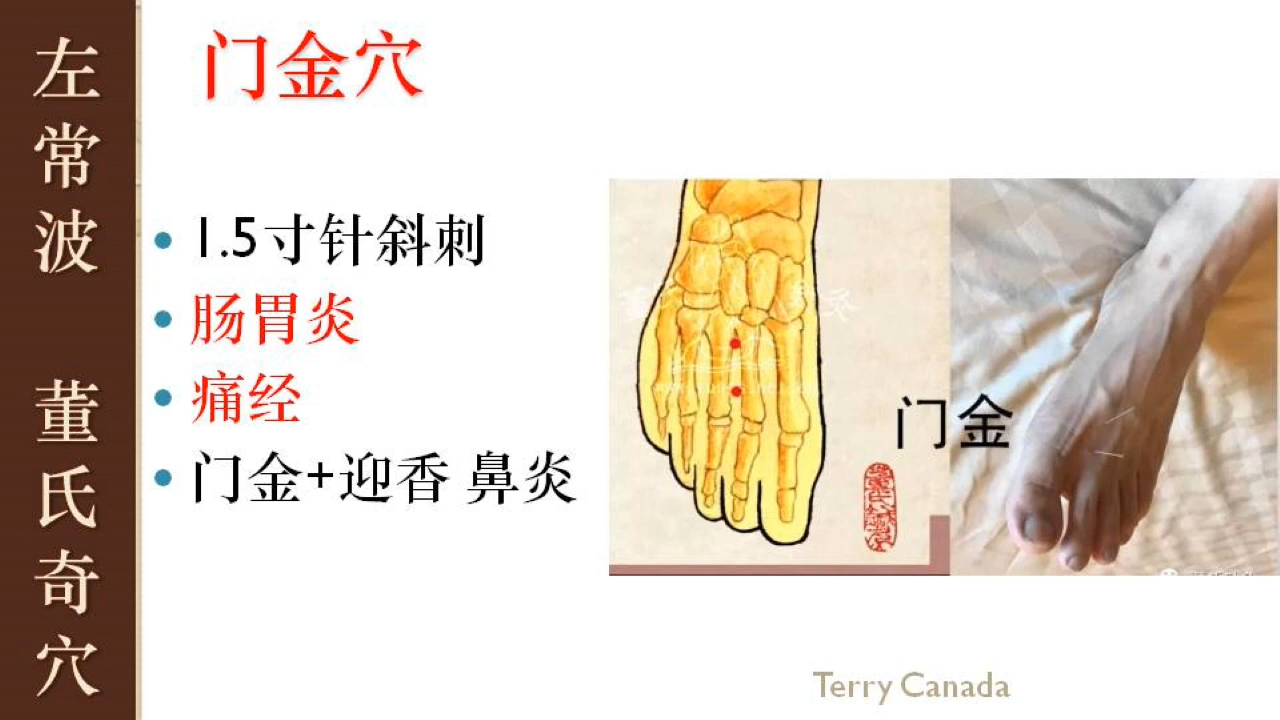 左常波 董氏奇穴
门金穴
1.5寸针斜刺
肠胃炎
痛经
门金+迎香 鼻炎
门金
Terry Canada